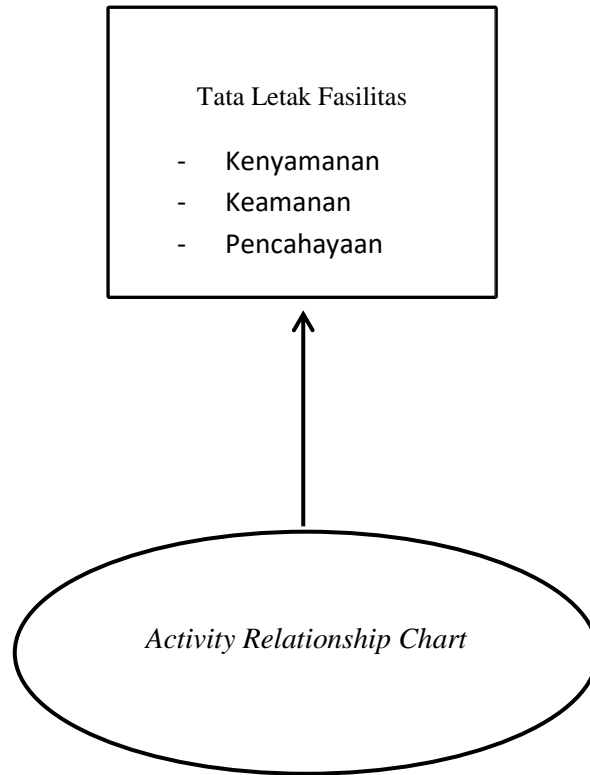 Tata Letak Fasilitas
- Kenyamanan
- Keamanan
- Pencahayaan
Activity Relationship Chart